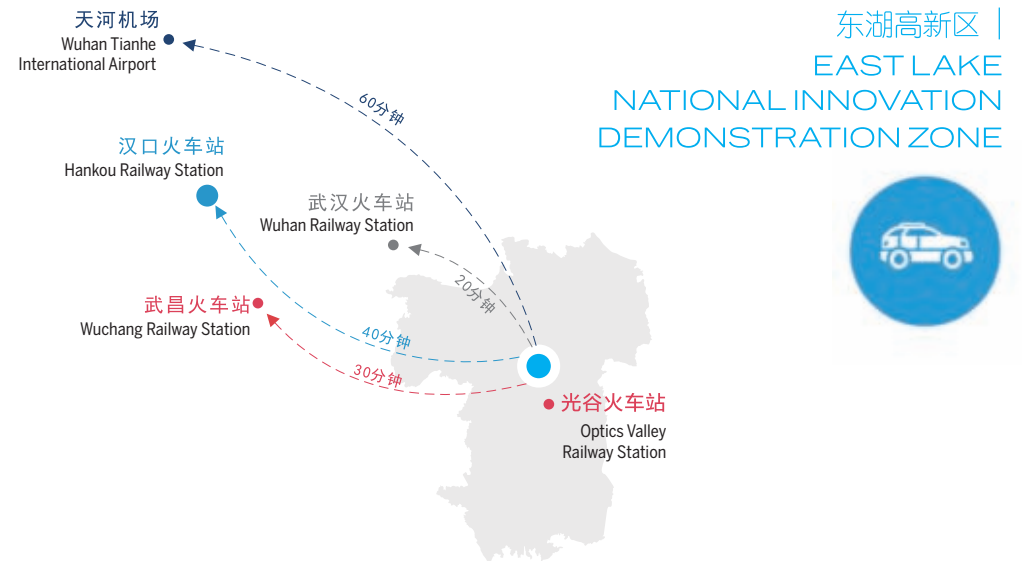 东湖高新区
EAST LAKE
NATIONAL INNOVATION
DEMONSTRATION ZONE
天河机场
Wuhan Tianhe
International Airport
60分钟
汉口火车站
Hankou Railway Station
武汉火车站
Wuhan Railway Station
20分钟
武昌火车站
Wuchang Railway Station
40分钟
30分钟
光谷火车站
Optics Valley
Railway Station